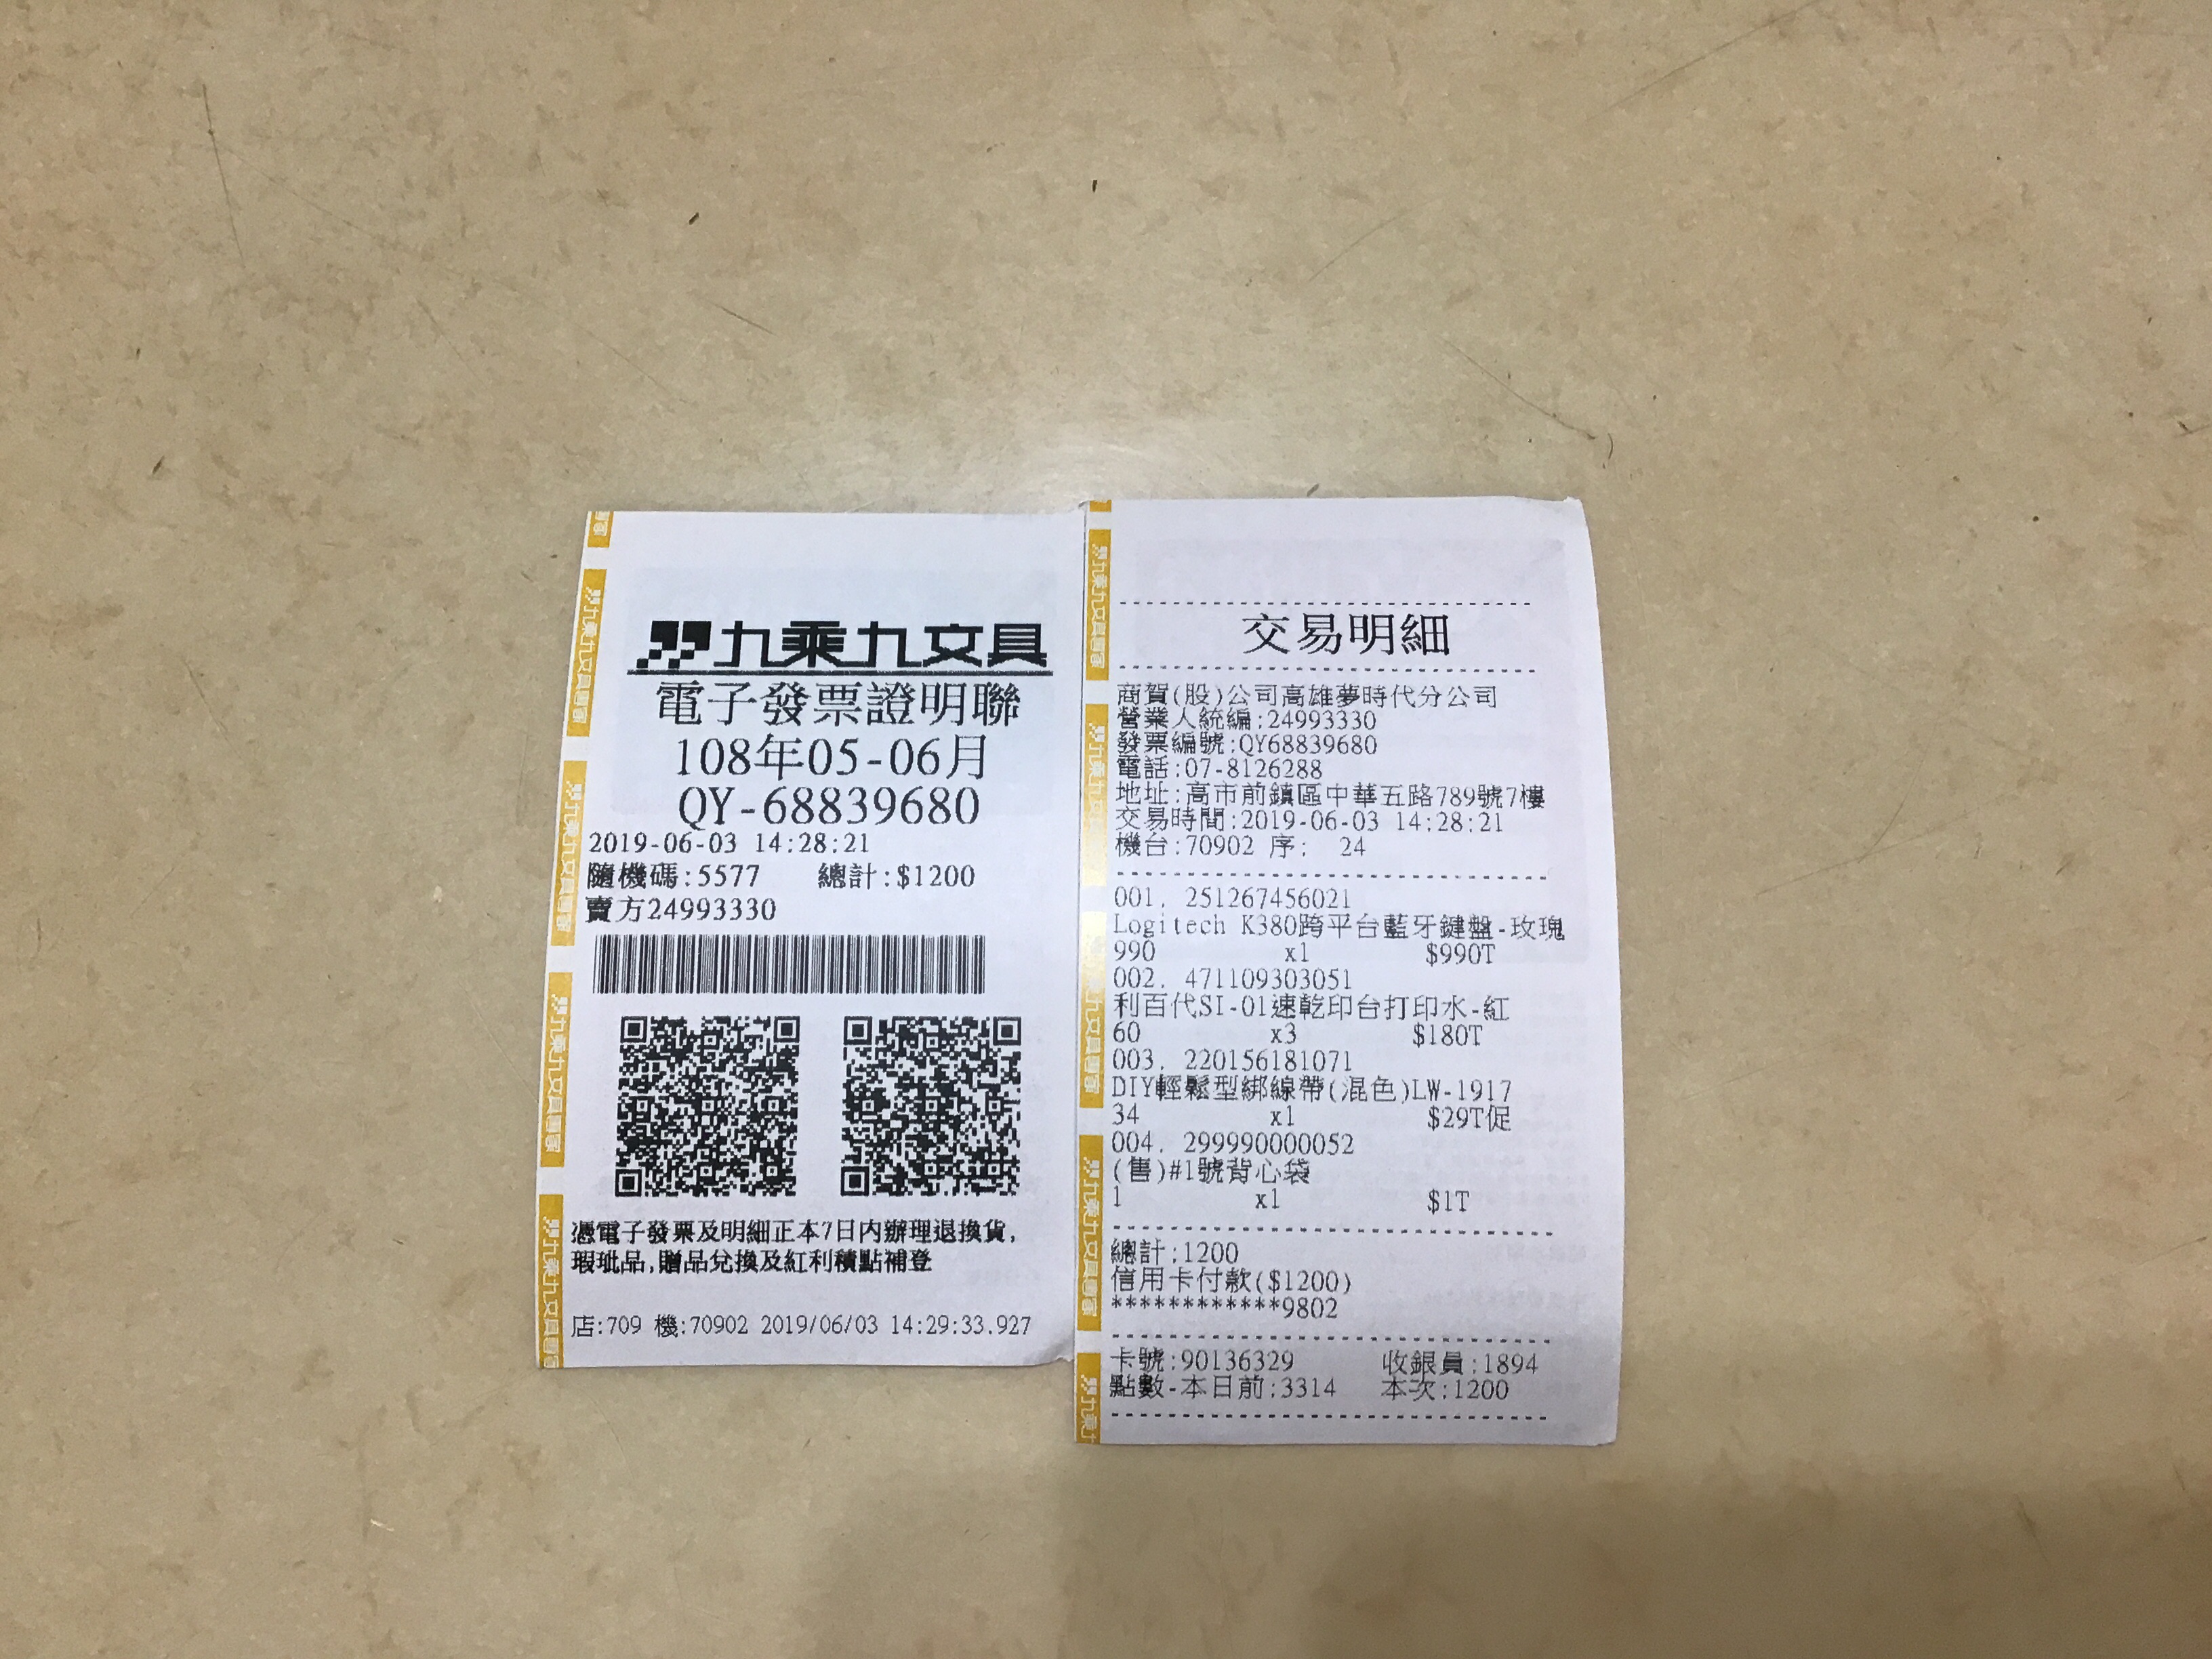 九乘九文具
電子發票證明聯
108年05-06月
QY-68839680
2019-06-03 14:28:21
隨機碼:5577 總計:$1200
賣方24993330
憑電子發票及明細正本7日內辦理退換貨,
瑕玼品,贈品兌換及紅利積點補登
店:709 機:70902 2019/06/03 14:29:33.927
交易明細
商賀(股)公司高雄夢時代分公司
營業人統編:24993330
發票編號:QY68839680
電話:07-8126288
地址:高市前鎮區中華五路789號7樓
交易時間:2019-06-03 14:28:21
機台:70902 序: 24
001. 251267456021
Logitech K380跨平台藍牙鍵盤-玫瑰
990 x1 $990T
002. 471109303051
利百代SI-01速乾印台打印水-紅
60 x3 $180T
003. 220156181071
DIY輕鬆型綁線帶(混色)LW-1917
34 x1 $29T促
004. 299990000052
(售)#1號背心袋
1 x1 $1T
總計:1200
信用卡付款($1200)
************9802
卡號:90136329 收銀員:1894
點數-本日前:3314 本次:1200